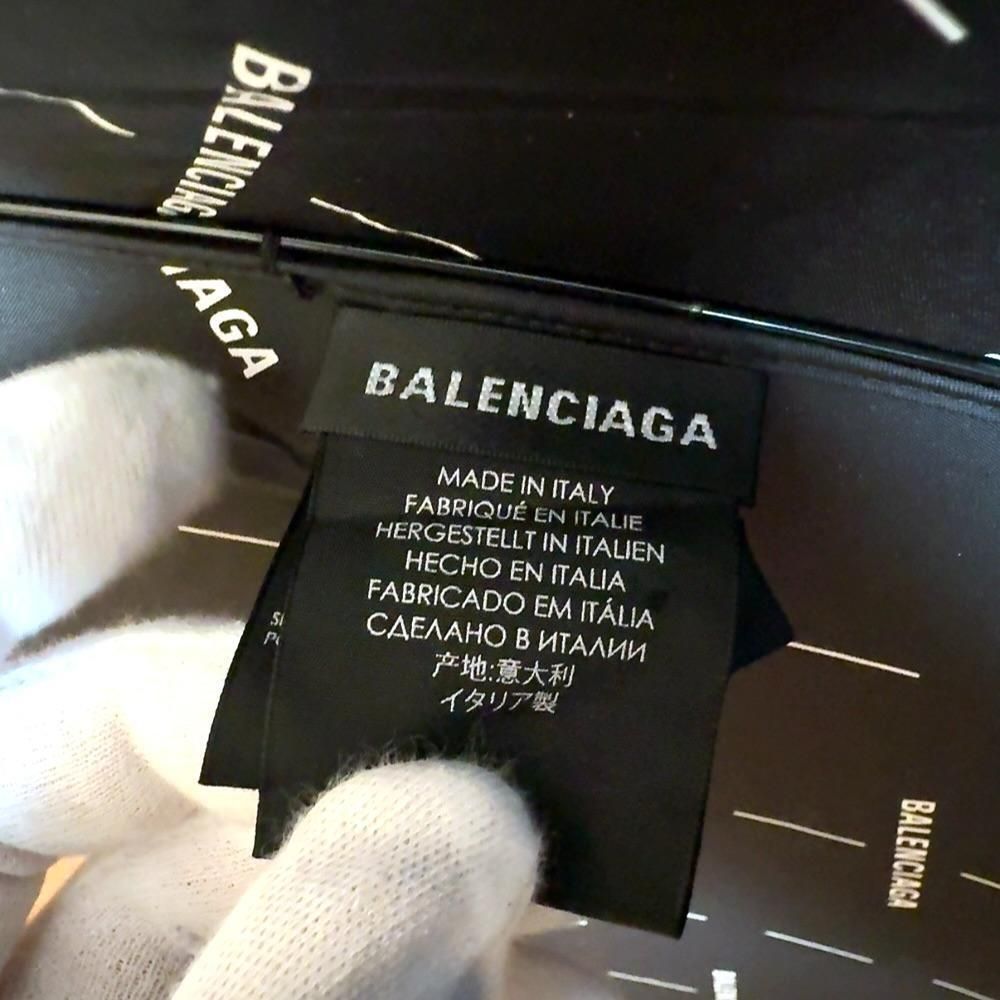 BALENCIAGA
AGA
BALENCIAGA
MADE IN ITALY
FABRIQUÉ EN ITALIE
HERGESTELLT IN ITALIEN
HECHO EN ITALIA
FABRICADO EM ITÁLIA
СДЕЛАНО В ИТАЛИИ
产地:意大利
イタリア製
BALENCIAGA